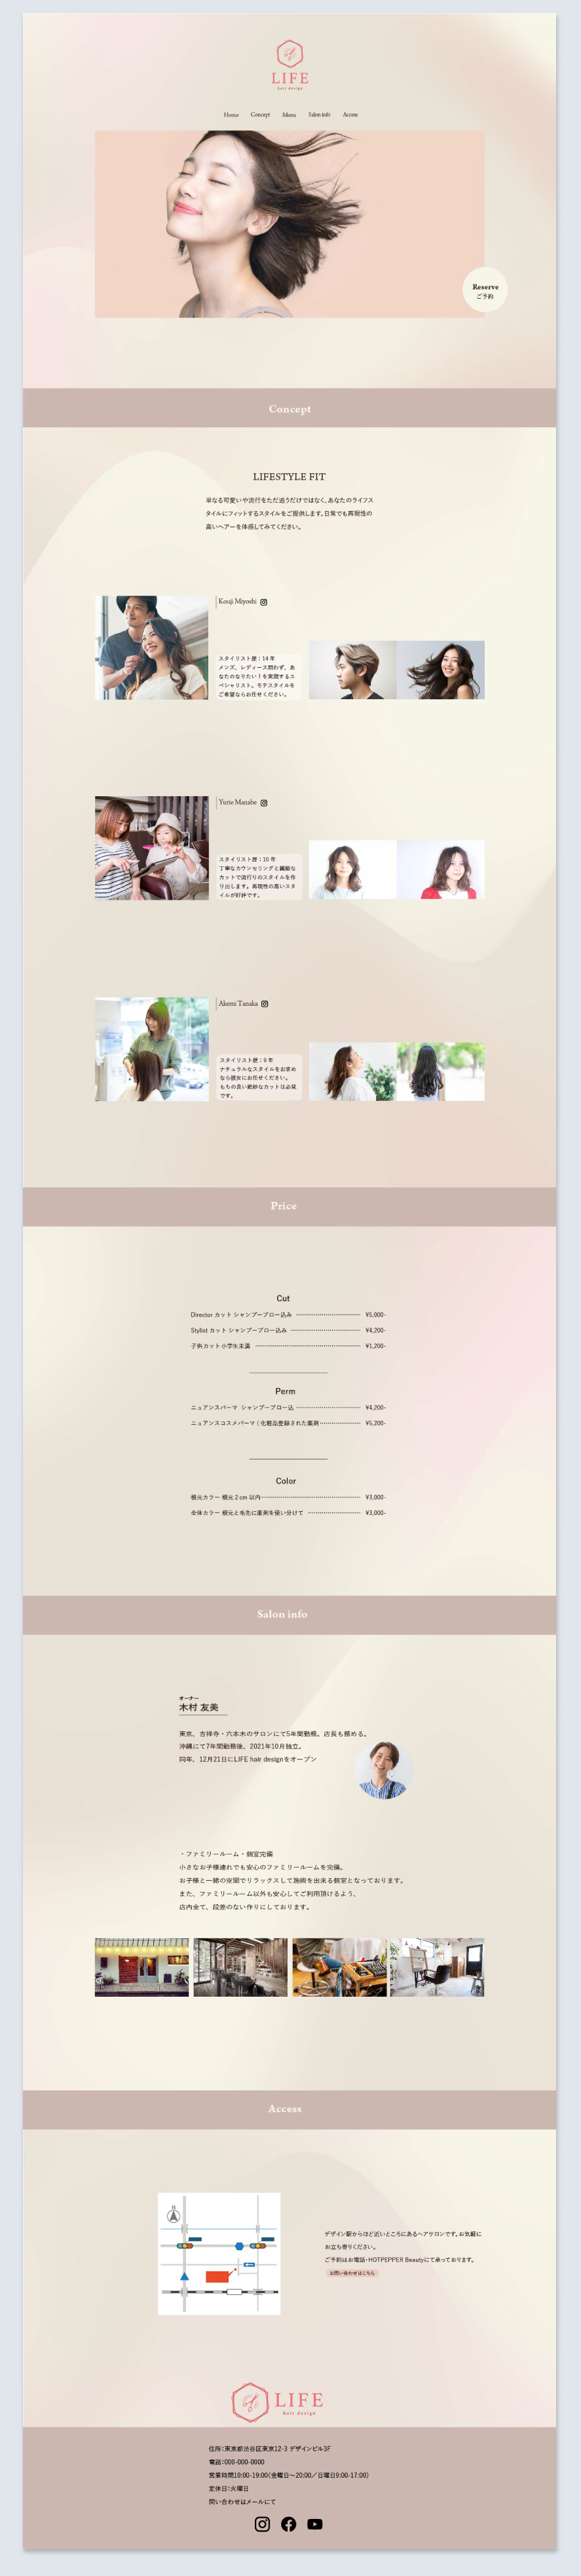 LIFE
hair design
Home Concept Menu Salon info Access
Reserve
ご予約
Concept
LIFESTYLE FIT
単なる可愛いや流行をただ追うだけではなく、あなたのライフス
タイルにフィットするスタイルをご提供します。日常でも再現性の
高いヘアーを体感してみてください。
Kouji Miyoshi
スタイリスト歴：14年
メンズ、レディース問わず、あ
なたのなりたい！を実現するス
ペシャリスト。モテスタイルを
ご希望ならお任せください。
Yurie Manabe
スタイリスト歴：10年
丁寧なカウンセリングと繊細な
カットで流行りのスタイルを作
り出します。再現性の高いスタ
イルが好評です。
Akemi Tanaka
スタイリスト歴：9年
ナチュラルなスタイルをお求め
なら彼女にお任せください。
もちの良い絶妙なカットは必見
です。
Price
Cut
Director カット シャンプーブロー込み ¥5,000-
Stylist カット シャンプーブロー込み ¥4,200-
子供カット小学生未満 ¥1,200-
Perm
ニュアンスパーマ シャンプーブロー込 ¥4,200-
ニュアンスコスメパーマ ( 化粧品登録された薬剤 ¥5,200-
Color
根元カラー 根元２cm 以内 ¥3,000-
全体カラー 根元と毛先に薬剤を使い分けて ¥3,000-
Salon info
オーナー
木村 友美
東京、吉祥寺・六本木のサロンにて5年間勤務。店長も務める。
沖縄にて7年間勤務後、2021年10月独立。
同年、12月21日にLIFE hair designをオープン
・ファミリールーム・個室完備
小さなお子様連れでも安心のファミリールームを完備。
お子様と一緒の空間でリラックスして施術を出来る個室となっております。
また、ファミリールーム以外も安心してご利用頂けるよう、
店内全て、段差のない作りにしております。
Access
N
デザイン駅からほど近いところにあるヘアサロンです。お気軽に
お立ち寄りください。
ご予約はお電話・HOTPEPPER Beautyにて承っております。
お問い合わせはこちら
LIFE
hair design
住所：東京都渋谷区東京12-3 デザインビル3F
電話：000-000-0000
営業時間10:00-19:00（金曜日〜20:00／日曜日9:00-17:00）
定休日：火曜日
問い合わせはメールにて